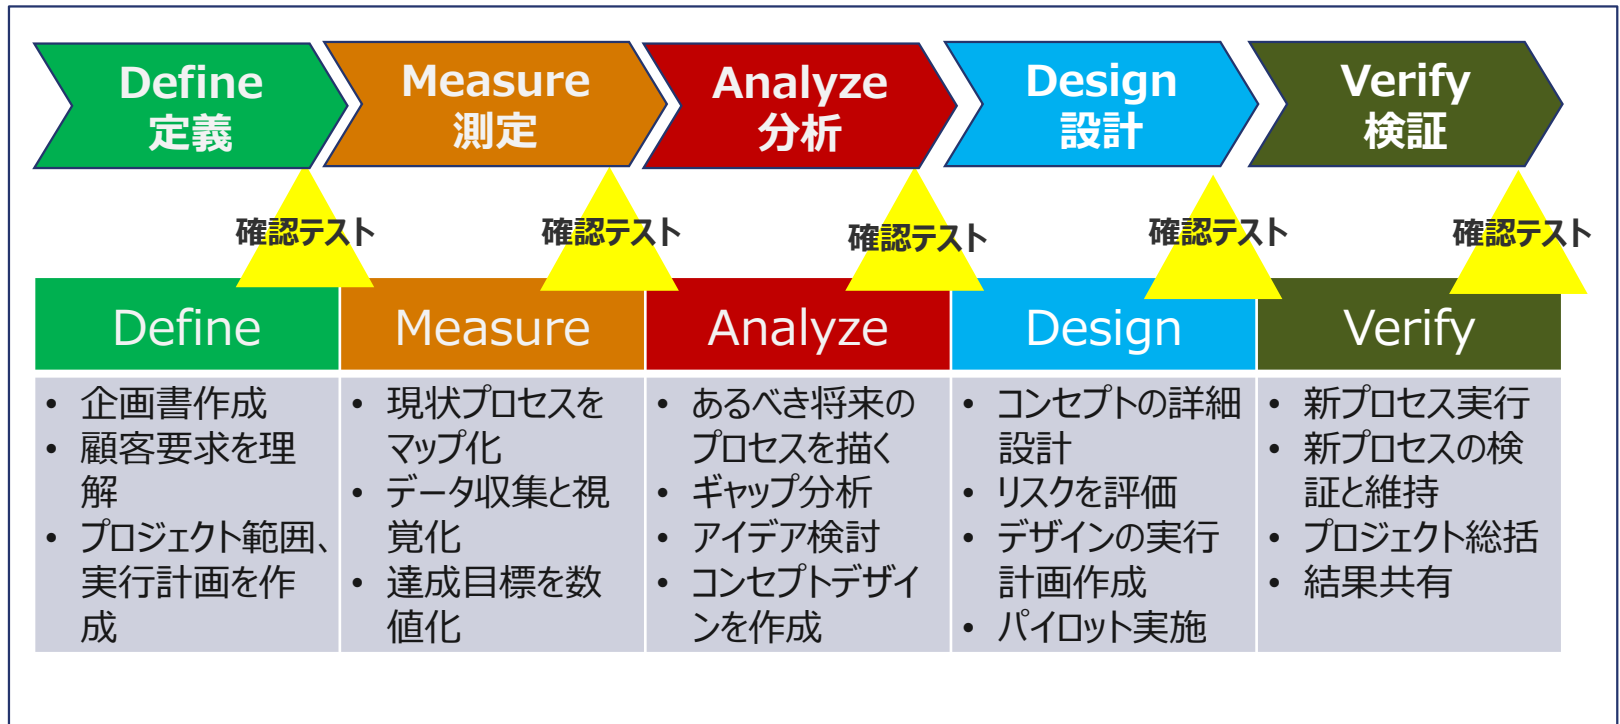 Define
定義
Measure
測定
Analyze
分析
Design
設計
Verify
検証
確認テスト
確認テスト
確認テスト
確認テスト
確認テスト
Define
Measure
Analyze
Design
Verify
• 企画書作成
• 顧客要求を理
解
• プロジェクト範囲、
実行計画を作
成
• 現状プロセスを
マップ化
• データ収集と視
覚化
• 達成目標を数
値化
• あるべき将来の
プロセスを描く
• ギャップ分析
• アイデア検討
• コンセプトデザイ
ンを作成
• コンセプトの詳細
設計
• リスクを評価
• デザインの実行
計画作成
• パイロット実施
• 新プロセス実行
• 新プロセスの検
証と維持
• プロジェクト総括
• 結果共有